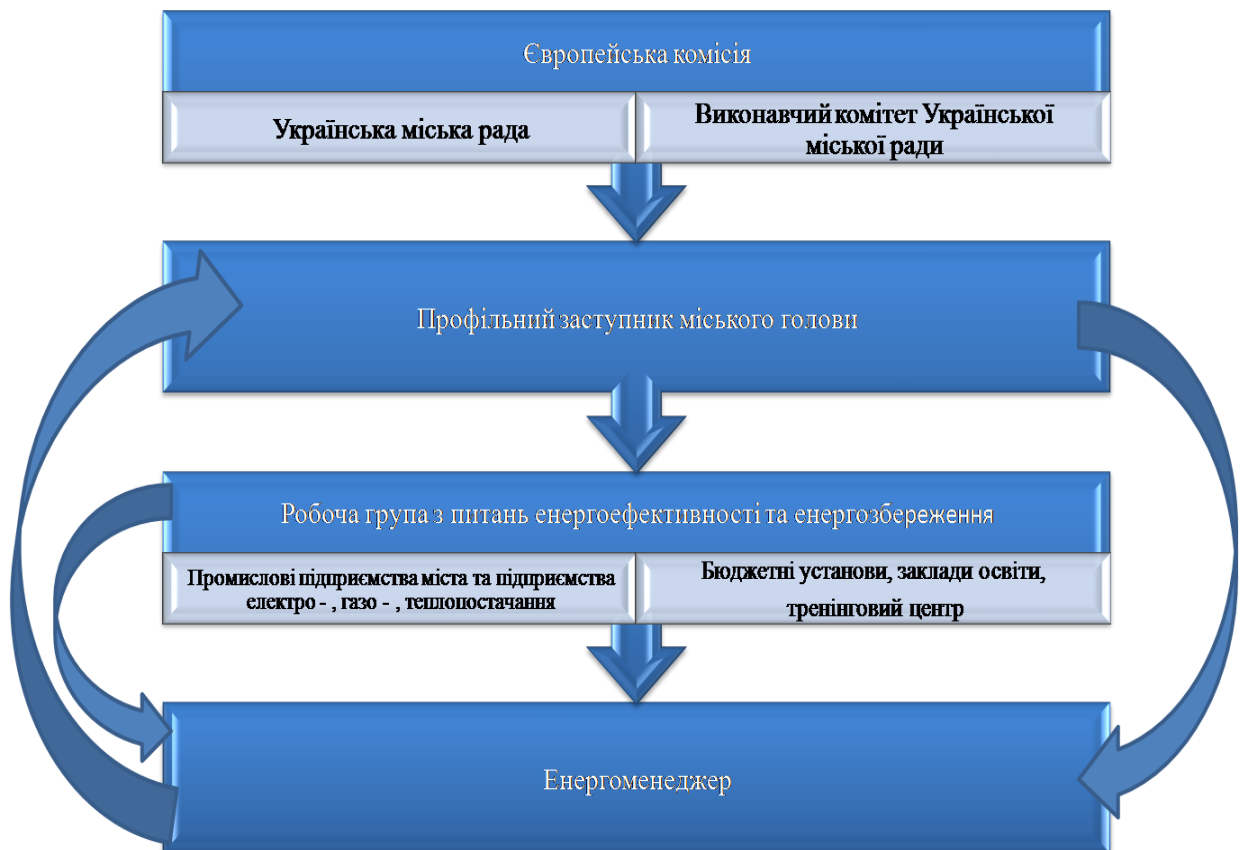 Європейська комісія
Українська міська рада
Виконавчий комітет Української
міської ради
Профільний заступник міського голови
Робоча група з питань енергоефективності та енергозбереження
Промислові підприємства міста та підприємства
електро - , газо - , теплопостачання
Бюджетні установи, заклади освіти,
тренінговий центр
Енергоменеджер